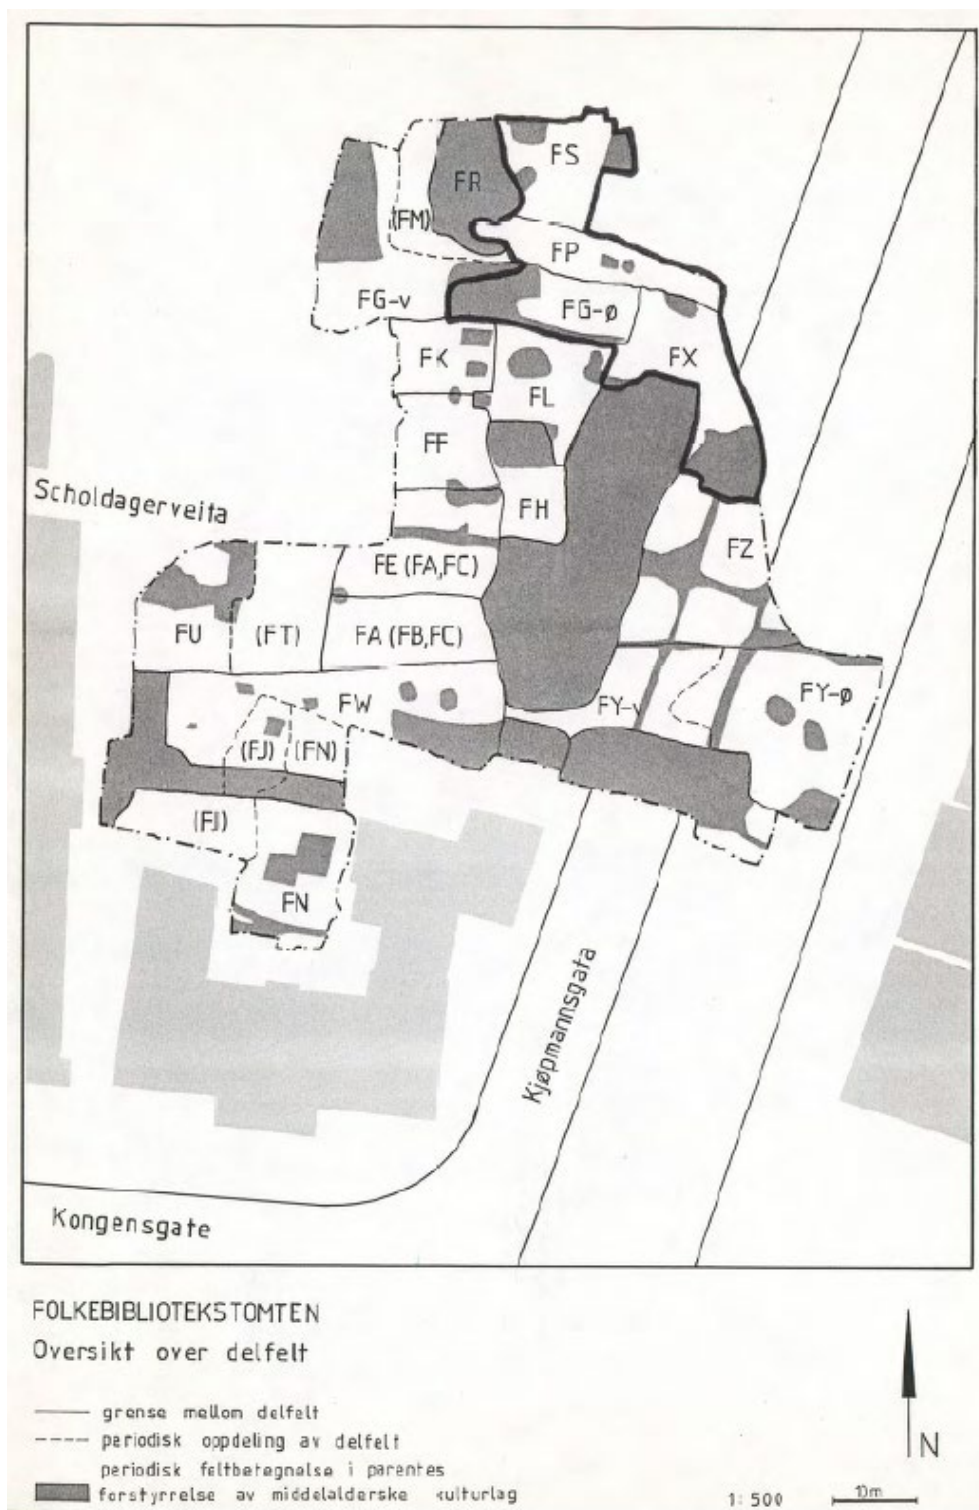 FS
FR
(FM)
FP
FG-v
FG-ø
FX
FK
FL
FF
FH
Scholdagerveita
FZ
FE (FA,FC)
FU
(FT)
FA (FB,FC)
FW
FY-v
FY-ø
(FJ)
(FN)
(FJ)
FN
Kjøpmannsgata
Kongensgate
FOLKEBIBLIOTEKSTOMTEN
Oversikt over delfelt
grense mellom delfelt
periodisk oppdeling av delfelt
periodisk feltbetegnelse i parentes
forstyrrelse av middelalderske kulturlag
N
1: 500
10m